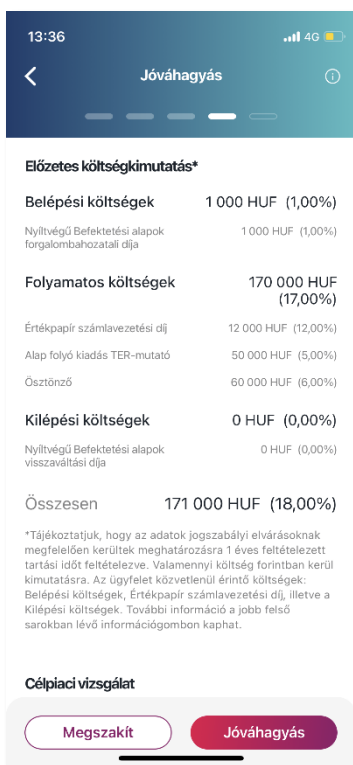 13:36
4G
Jóváhagyás
Előzetes költségkimutatás*
Belépési költségek 1 000 HUF (1,00%)
Nyíltvégű Befektetési alapok 1 000 HUF (1,00%)
forgalombahozatali díja
Folyamatos költségek 170 000 HUF
(17,00%)
Értékpapír számlavezetési díj 12 000 HUF (12,00%)
Alap folyó kiadás TER-mutató 50 000 HUF (5,00%)
Ösztönző 60 000 HUF (6,00%)
Kilépési költségek 0 HUF (0,00%)
Nyíltvégű Befektetési alapok 0 HUF (0,00%)
visszaváltási díja
Összesen 171 000 HUF (18,00%)
*Tájékoztatjuk, hogy az adatok jogszabályi elvárásoknak
megfelelően kerültek meghatározásra 1 éves feltételezett
tartási időt feltételezve. Valamennyi költség forintban kerül
kimutatásra. Az ügyfelet közvetlenül érintő költségek:
Belépési költségek, Értékpapír számlavezetési díj, illetve a
Kilépési költségek. További információ a jobb felső
sarokban lévő információgombon kaphat.
Célpiaci vizsgálat
Megszakít
Jóváhagyás